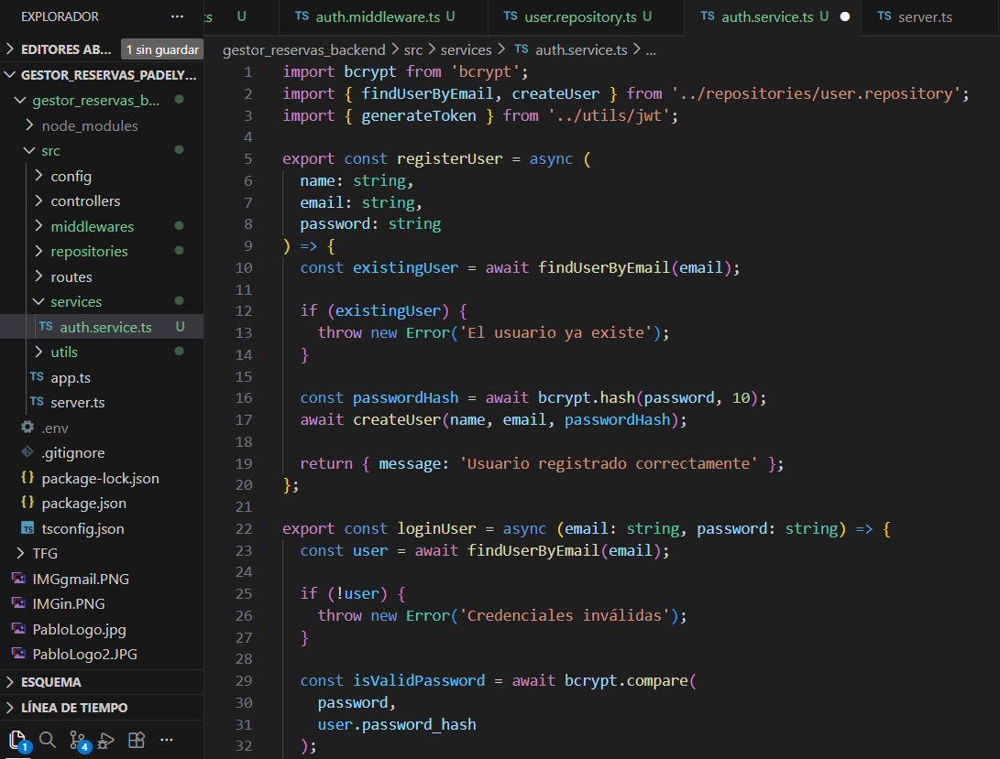 EXPLORADOR ...
EDITORES AB... 1 sin guardar
GESTOR_RESERVAS_PADELY...
gestor_reservas_b...
node_modules
src
config
controllers
middlewares
repositories
routes
services
TS auth.service.ts U
utils
TS app.ts
TS server.ts
.env
.gitignore
{} package-lock.json
{} package.json
TS tsconfig.json
TFG
IMGgmail.PNG
IMGin.PNG
PabloLogo.jpg
PabloLogo2.JPG
ESQUEMA
LÍNEA DE TIEMPO
1 4 ...
ts U TS auth.middleware.ts U TS user.repository.ts U TS auth.service.ts U TS server.ts
gestor_reservas_backend > src > services > TS auth.service.ts > ...
1 import bcrypt from 'bcrypt';
2 import { findUserByEmail, createUser } from '../repositories/user.repository';
3 import { generateToken } from '../utils/jwt';
4
5 export const registerUser = async (
6 name: string,
7 email: string,
8 password: string
9 ) => {
10 const existingUser = await findUserByEmail(email);
11
12 if (existingUser) {
13 throw new Error('El usuario ya existe');
14 }
15
16 const passwordHash = await bcrypt.hash(password, 10);
17 await createUser(name, email, passwordHash);
18
19 return { message: 'Usuario registrado correctamente' };
20 };
21
22 export const loginUser = async (email: string, password: string) => {
23 const user = await findUserByEmail(email);
24
25 if (!user) {
26 throw new Error('Credenciales inválidas');
27 }
28
29 const isValidPassword = await bcrypt.compare(
30 password,
31 user.password_hash
32 );